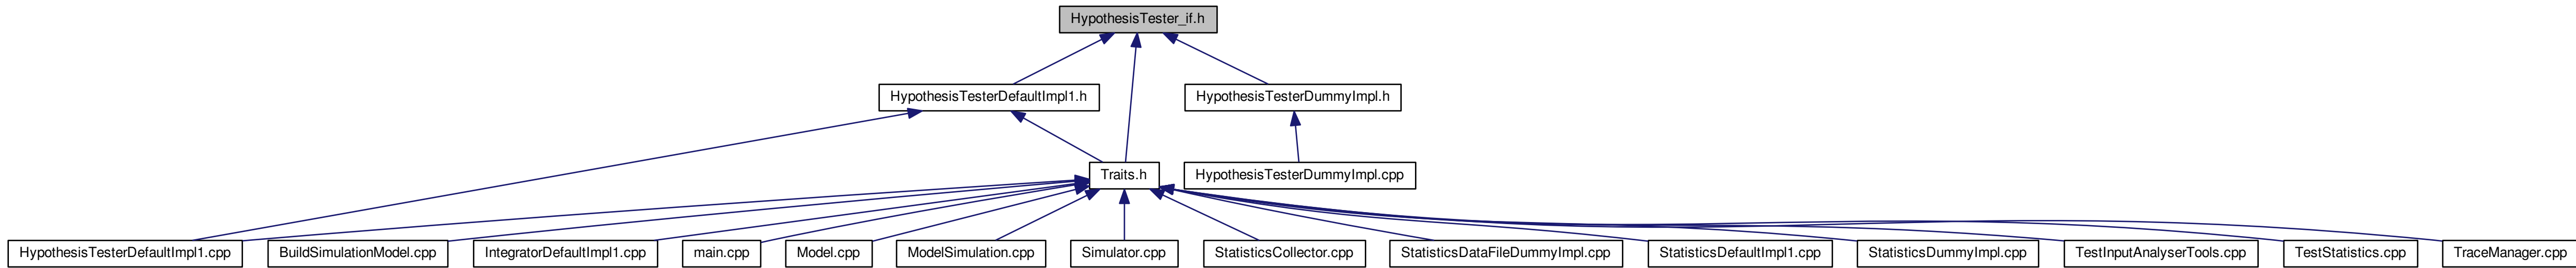 HypothesisTester_if.h
HypothesisTesterDefaultImpl1.h
HypothesisTesterDummyImpl.h
Traits.h
HypothesisTesterDummyImpl.cpp
HypothesisTesterDefaultImpl1.cpp
BuildSimulationModel.cpp
IntegratorDefaultImpl1.cpp
main.cpp
Model.cpp
ModelSimulation.cpp
Simulator.cpp
StatisticsCollector.cpp
StatisticsDataFileDummyImpl.cpp
StatisticsDefaultImpl1.cpp
StatisticsDummyImpl.cpp
TestInputAnalyserTools.cpp
TestStatistics.cpp
TraceManager.cpp